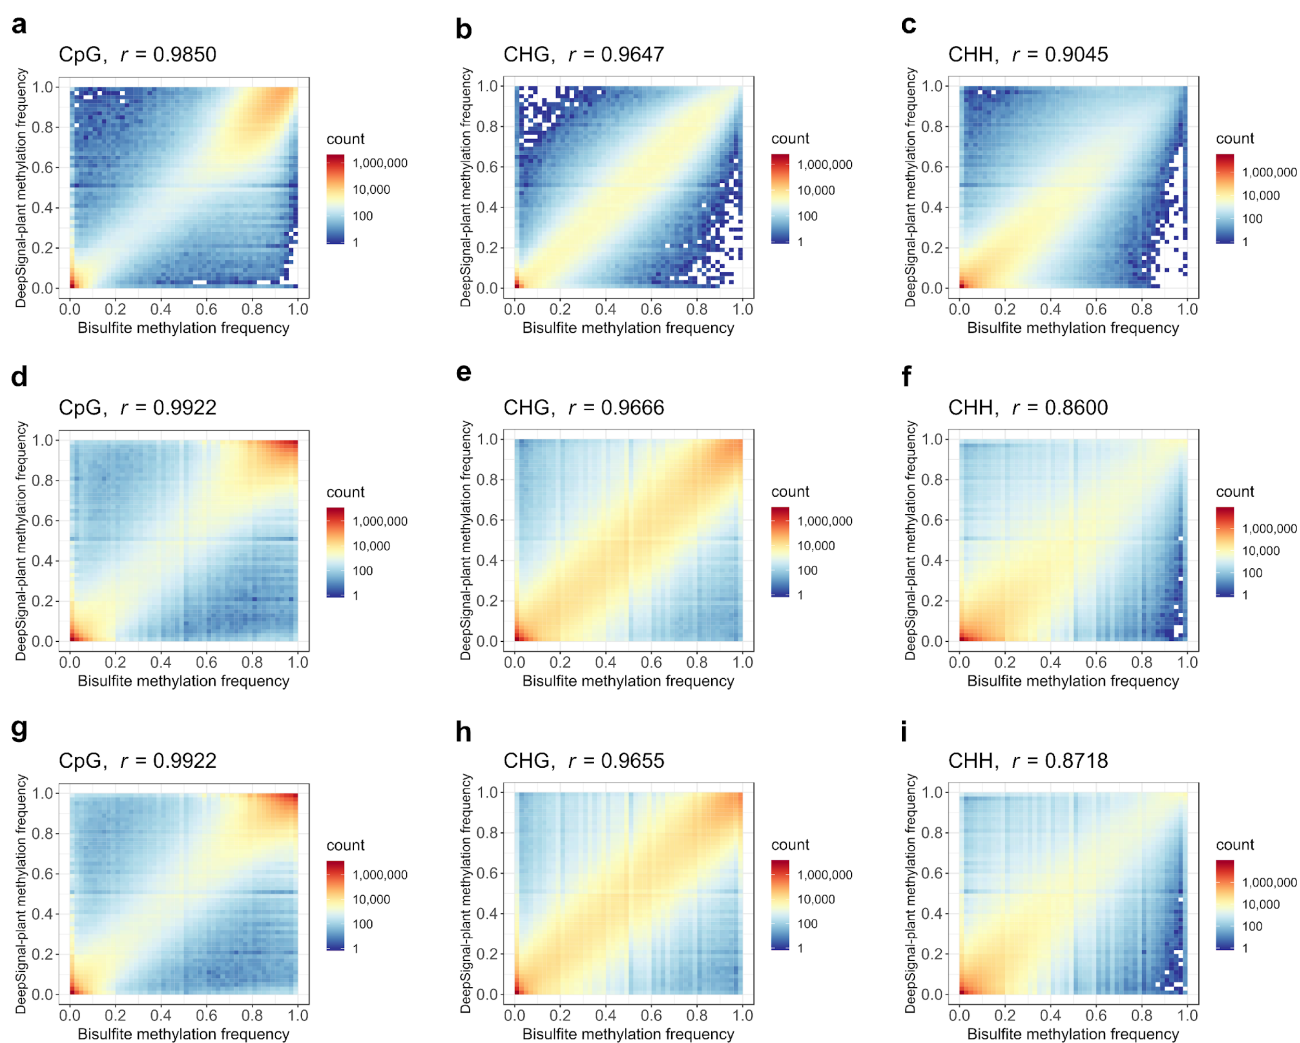 a
CpG, r = 0.9850
DeepSignal-plant methylation frequency
1.0
0.8
0.6
0.4
0.2
0.0
0.0 0.2 0.4 0.6 0.8 1.0
Bisulfite methylation frequency
count
1,000,000
10,000
100
1
b
CHG, r = 0.9647
DeepSignal-plant methylation frequency
1.0
0.8
0.6
0.4
0.2
0.0
0.0 0.2 0.4 0.6 0.8 1.0
Bisulfite methylation frequency
count
1,000,000
10,000
100
1
c
CHH, r = 0.9045
DeepSignal-plant methylation frequency
1.0
0.8
0.6
0.4
0.2
0.0
0.0 0.2 0.4 0.6 0.8 1.0
Bisulfite methylation frequency
count
1,000,000
10,000
100
1
d
CpG, r = 0.9922
DeepSignal-plant methylation frequency
1.0
0.8
0.6
0.4
0.2
0.0
0.0 0.2 0.4 0.6 0.8 1.0
Bisulfite methylation frequency
count
1,000,000
10,000
100
1
e
CHG, r = 0.9666
DeepSignal-plant methylation frequency
1.0
0.8
0.6
0.4
0.2
0.0
0.0 0.2 0.4 0.6 0.8 1.0
Bisulfite methylation frequency
count
1,000,000
10,000
100
1
f
CHH, r = 0.8600
DeepSignal-plant methylation frequency
1.0
0.8
0.6
0.4
0.2
0.0
0.0 0.2 0.4 0.6 0.8 1.0
Bisulfite methylation frequency
count
1,000,000
10,000
100
1
g
CpG, r = 0.9922
DeepSignal-plant methylation frequency
1.0
0.8
0.6
0.4
0.2
0.0
0.0 0.2 0.4 0.6 0.8 1.0
Bisulfite methylation frequency
count
1,000,000
10,000
100
1
h
CHG, r = 0.9655
DeepSignal-plant methylation frequency
1.0
0.8
0.6
0.4
0.2
0.0
0.0 0.2 0.4 0.6 0.8 1.0
Bisulfite methylation frequency
count
1,000,000
10,000
100
1
i
CHH, r = 0.8718
DeepSignal-plant methylation frequency
1.0
0.8
0.6
0.4
0.2
0.0
0.0 0.2 0.4 0.6 0.8 1.0
Bisulfite methylation frequency
count
1,000,000
10,000
100
1